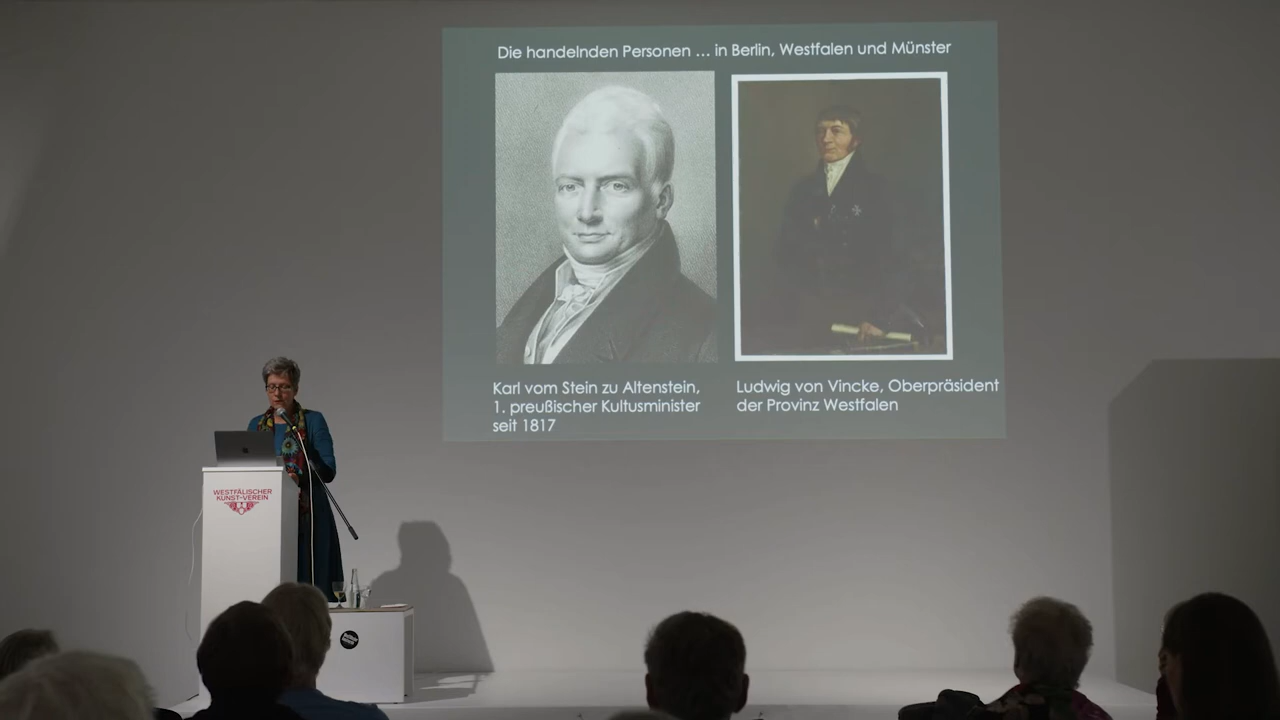 Die handelnden Personen ... in Berlin, Westfalen und Münster
Karl vom Stein zu Altenstein,
1. preußischer Kultusminister
seit 1817
Ludwig von Vincke, Oberpräsident
der Provinz Westfalen
WESTFÄLISCHER
KUNST-VEREIN